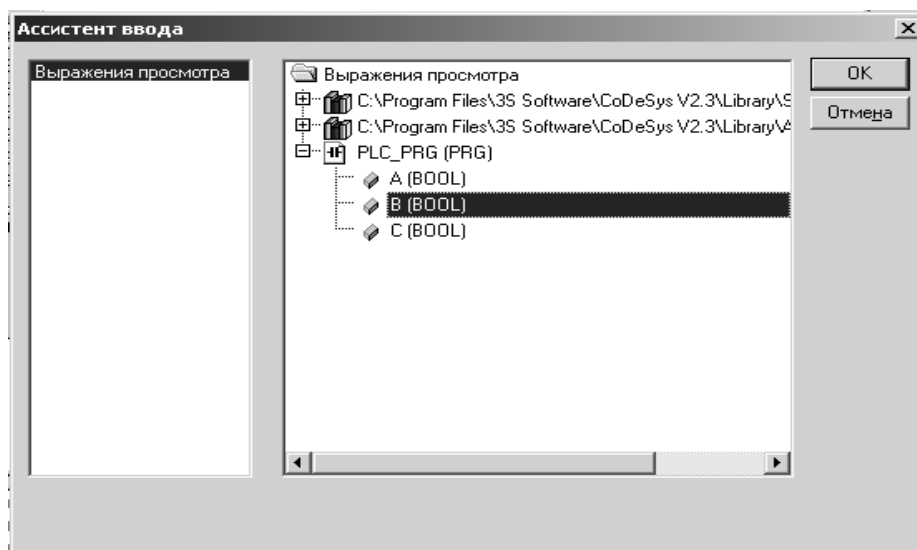 Ассистент ввода
Выражения просмотра
Выражения просмотра
C:\Program Files\3S Software\CoDeSys V2.3\Library\S
C:\Program Files\3S Software\CoDeSys V2.3\Library\A
PLC_PRG (PRG)
A (BOOL)
B (BOOL)
C (BOOL)
OK
Отмена